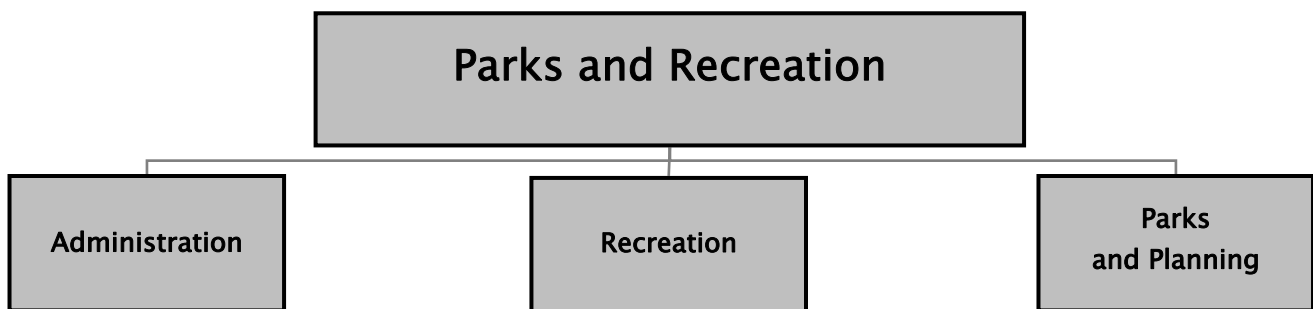 Parks and Recreation
Administration
Recreation
Parks
and Planning